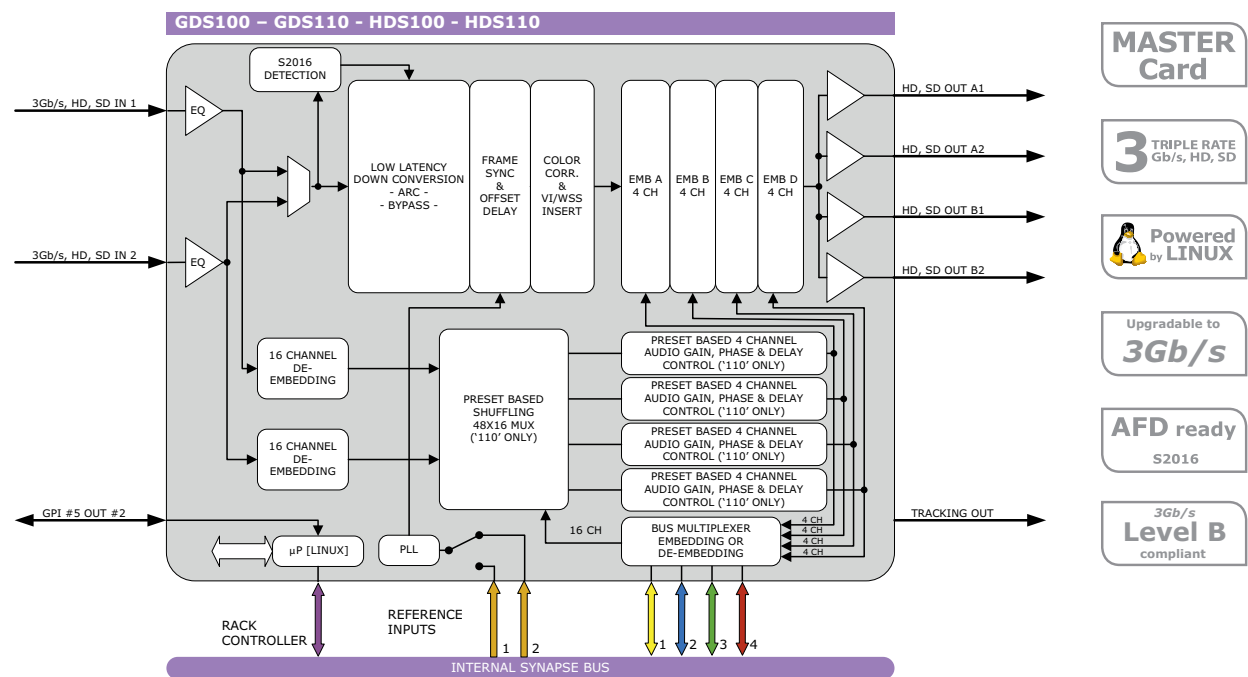 GDS100 – GDS110 - HDS100 - HDS110
S2016
DETECTION
3Gb/s, HD, SD IN 1
EQ
3Gb/s, HD, SD IN 2
EQ
LOW LATENCY
DOWN CONVERSION
- ARC -
- BYPASS -
FRAME
SYNC
&
OFFSET
DELAY
COLOR
CORR.
&
VI/WSS
INSERT
EMB A
4 CH
EMB B
4 CH
EMB C
4 CH
EMB D
4 CH
HD, SD OUT A1
HD, SD OUT A2
HD, SD OUT B1
HD, SD OUT B2
16 CHANNEL
DE-
EMBEDDING
16 CHANNEL
DE-
EMBEDDING
PRESET BASED
SHUFFLING
48X16 MUX
(‘110’ ONLY)
PRESET BASED 4 CHANNEL
AUDIO GAIN, PHASE & DELAY
CONTROL (‘110’ ONLY)
PRESET BASED 4 CHANNEL
AUDIO GAIN, PHASE & DELAY
CONTROL (‘110’ ONLY)
PRESET BASED 4 CHANNEL
AUDIO GAIN, PHASE & DELAY
CONTROL (‘110’ ONLY)
PRESET BASED 4 CHANNEL
AUDIO GAIN, PHASE & DELAY
CONTROL (‘110’ ONLY)
GPI #5 OUT #2
TRACKING OUT
µP [LINUX]
PLL
16 CH
BUS MULTIPLEXER
EMBEDDING OR
DE-EMBEDDING
4 CH
4 CH
4 CH
4 CH
RACK
CONTROLLER
REFERENCE
INPUTS
1
2
1
2
3
4
INTERNAL SYNAPSE BUS
MASTER
Card
3 TRIPLE RATE
Gb/s, HD, SD
Powered
by LINUX
Upgradable to
3Gb/s
AFD ready
S2016
3Gb/s
Level B
compliant